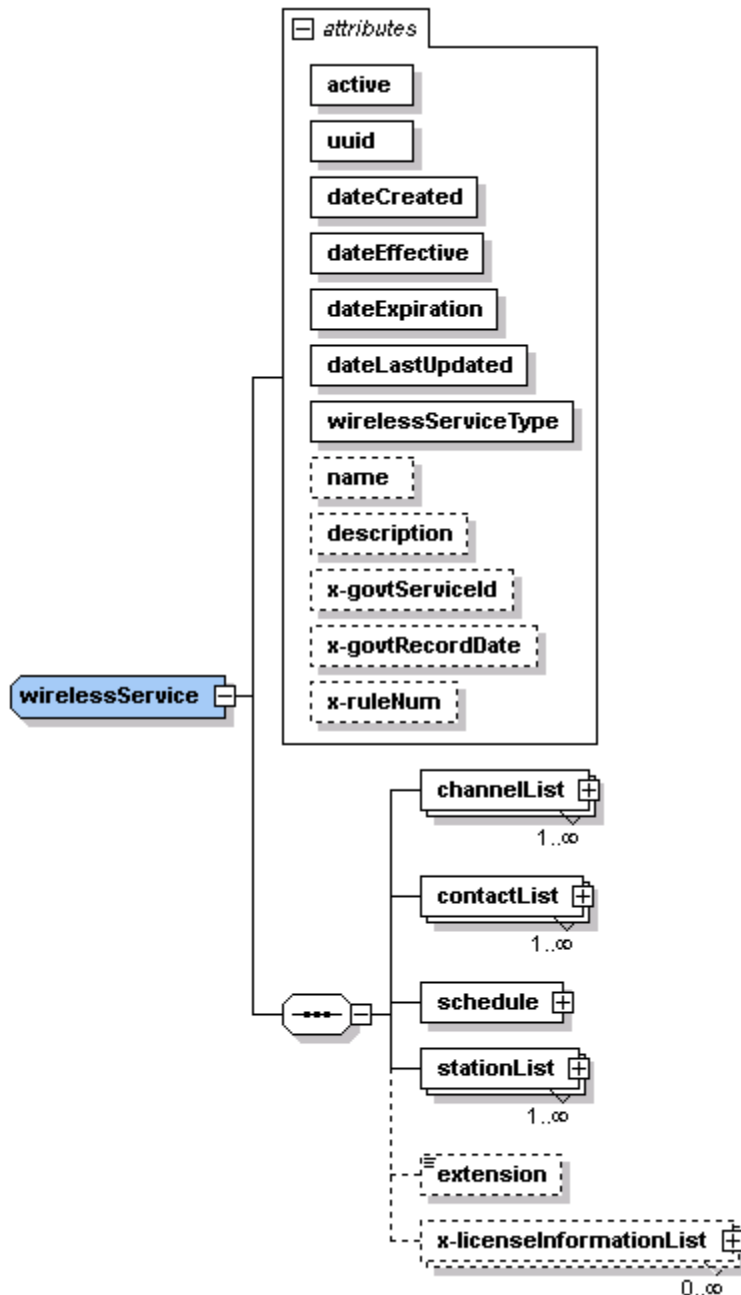 attributes
active
uuid
dateCreated
dateEffective
dateExpiration
dateLastUpdated
wirelessServiceType
name
description
x-govtServiceId
x-govtRecordDate
x-ruleNum
wirelessService
channelList
1..∞
contactList
1..∞
schedule
stationList
1..∞
extension
x-licenseInformationList
0..∞